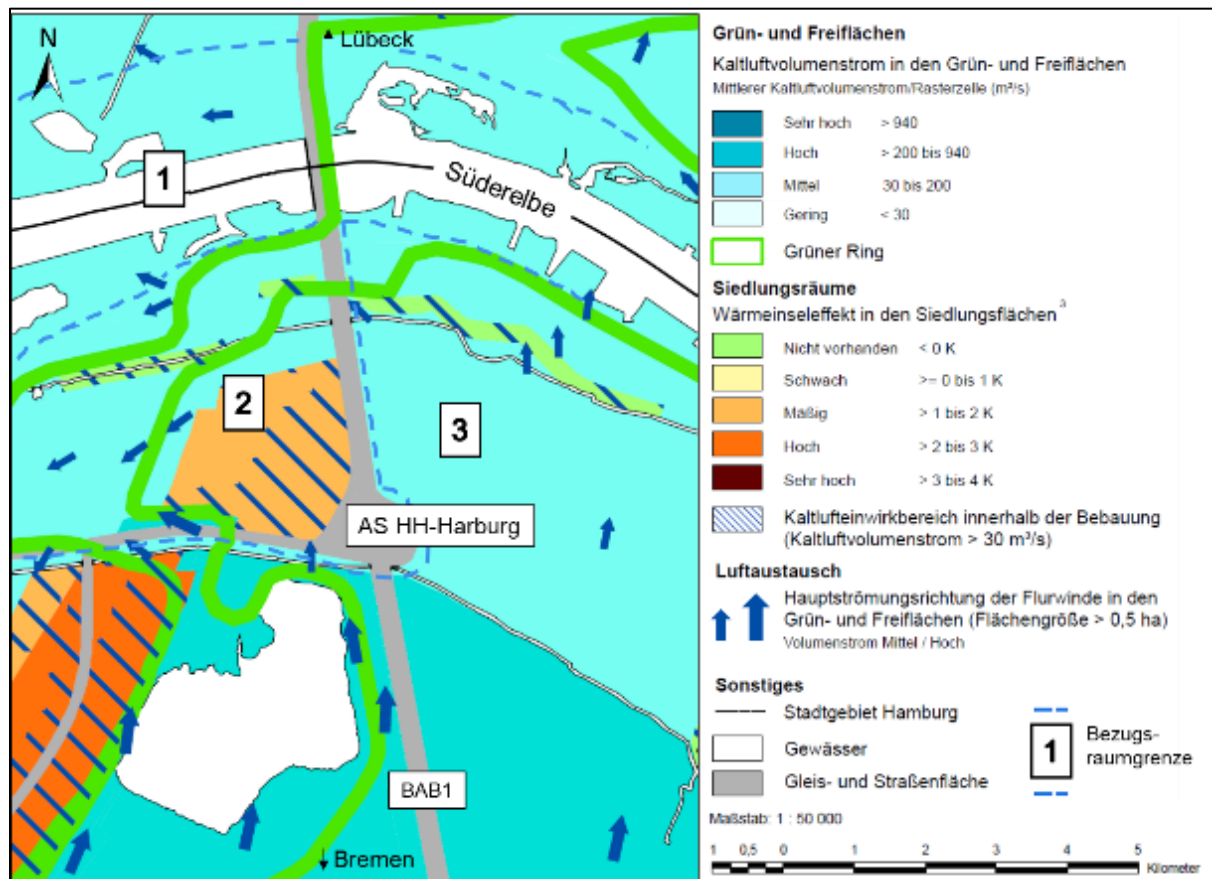 N
Lübeck
1
Süderelbe
2
3
AS HH-Harburg
BAB1
Bremen
Grün- und Freiflächen
Kaltluftvolumenstrom in den Grün- und Freiflächen
Mittlerer Kaltluftvolumenstrom/Rasterzelle (m³/s)
Sehr hoch > 940
Hoch > 200 bis 940
Mittel 30 bis 200
Gering < 30
Grüner Ring
Siedlungsräume
Wärmeinseleffekt in den Siedlungsflächen a
Nicht vorhanden < 0 K
Schwach >= 0 bis 1 K
Mäßig > 1 bis 2 K
Hoch > 2 bis 3 K
Sehr hoch > 3 bis 4 K
Kaltlufteinwirkbereich innerhalb der Bebauung
(Kaltluftvolumenstrom > 30 m³/s)
Luftaustausch
Hauptströmungsrichtung der Flurwinde in den
Grün- und Freiflächen (Flächengröße > 0,5 ha)
Volumenstrom Mittel / Hoch
Sonstiges
Stadtgebiet Hamburg
Gewässer
Gleis- und Straßenfläche
1
Bezugs-
raumgrenze
Maßstab: 1 : 50 000
1 0,5 0 1 2 3 4 5
Kilometer